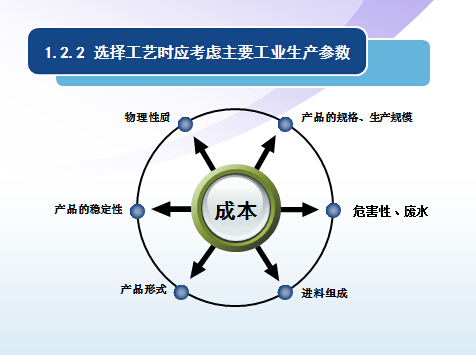 1.2.2 选择工艺时应考虑主要工业生产参数
物理性质
产品的规格、生产规模
产品的稳定性
成本
危害性、废水
产品形式
进料组成